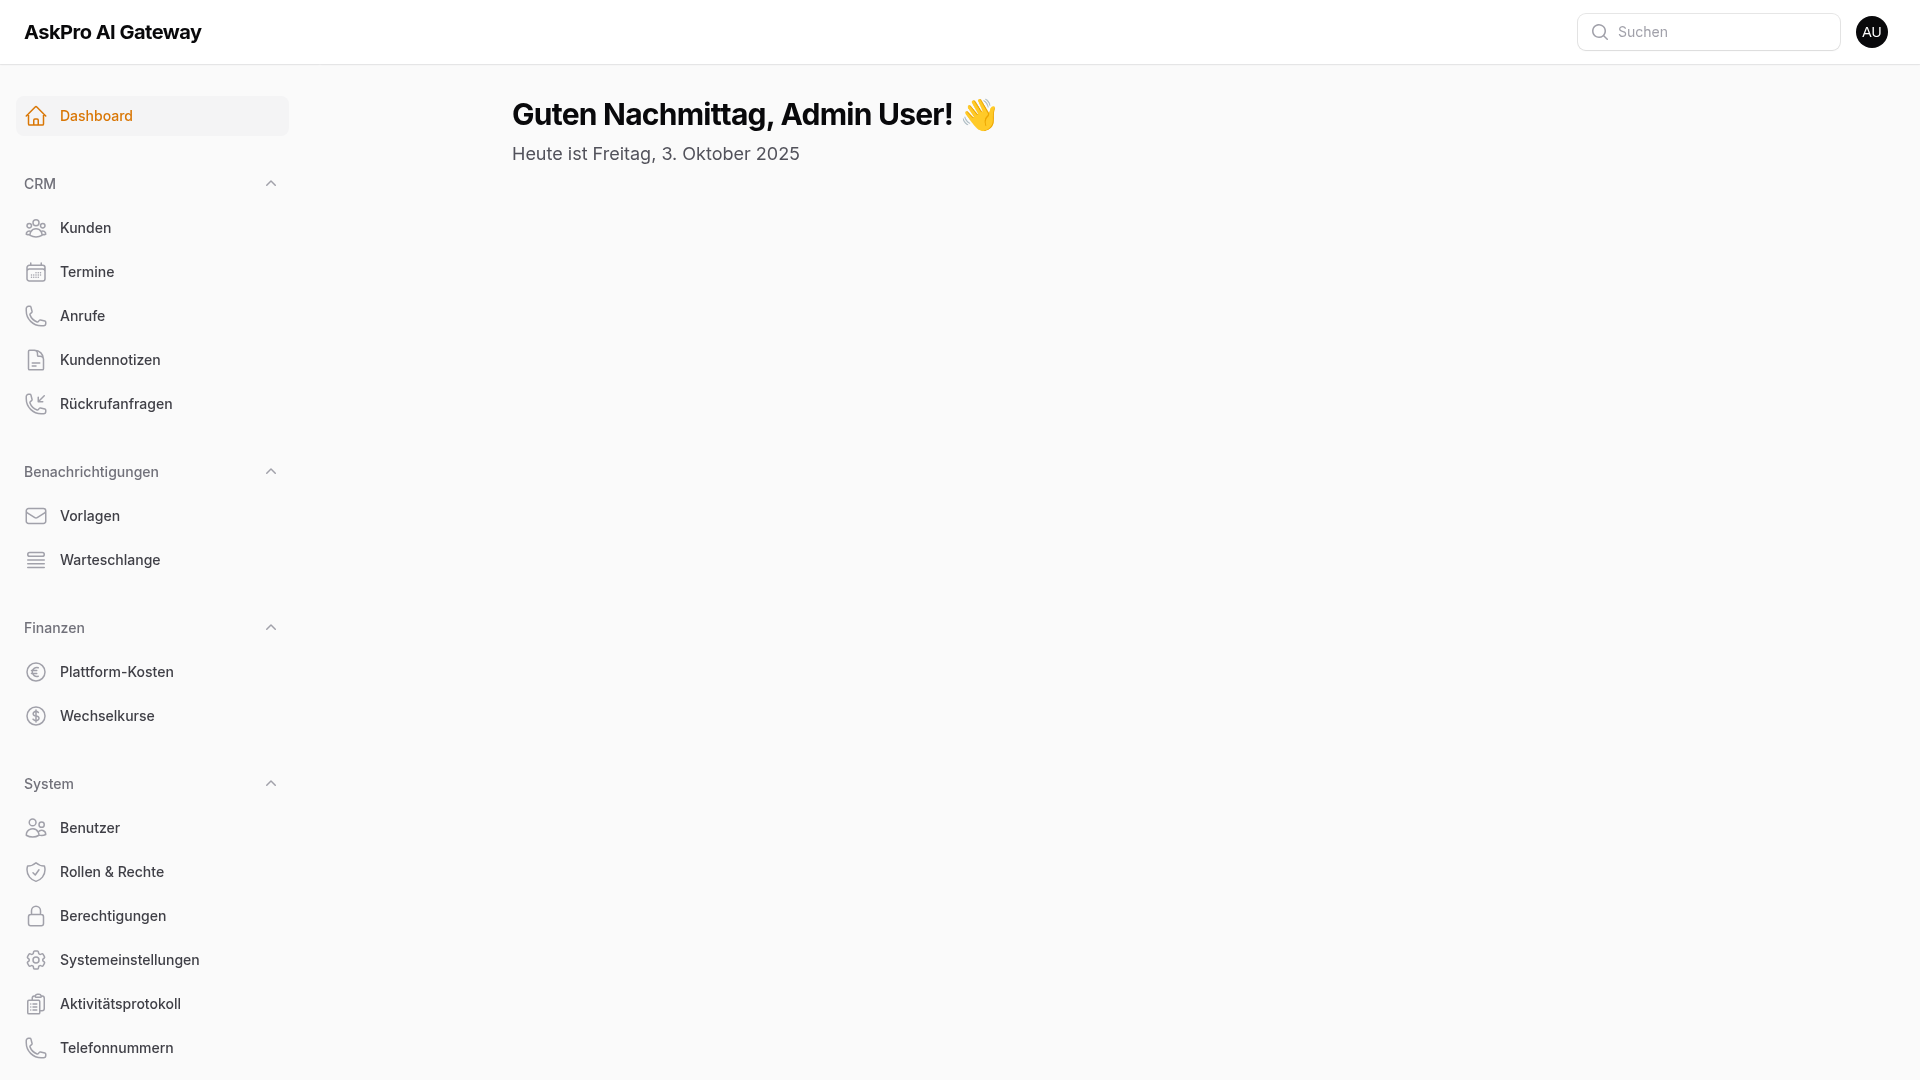 AskPro AI Gateway
Suchen
AU
Dashboard
CRM
Kunden
Termine
Anrufe
Kundennotizen
Rückrufanfragen
Benachrichtigungen
Vorlagen
Warteschlange
Finanzen
Plattform-Kosten
Wechselkurse
System
Benutzer
Rollen & Rechte
Berechtigungen
Systemeinstellungen
Aktivitätsprotokoll
Telefonnummern
Guten Nachmittag, Admin User! 👋
Heute ist Freitag, 3. Oktober 2025